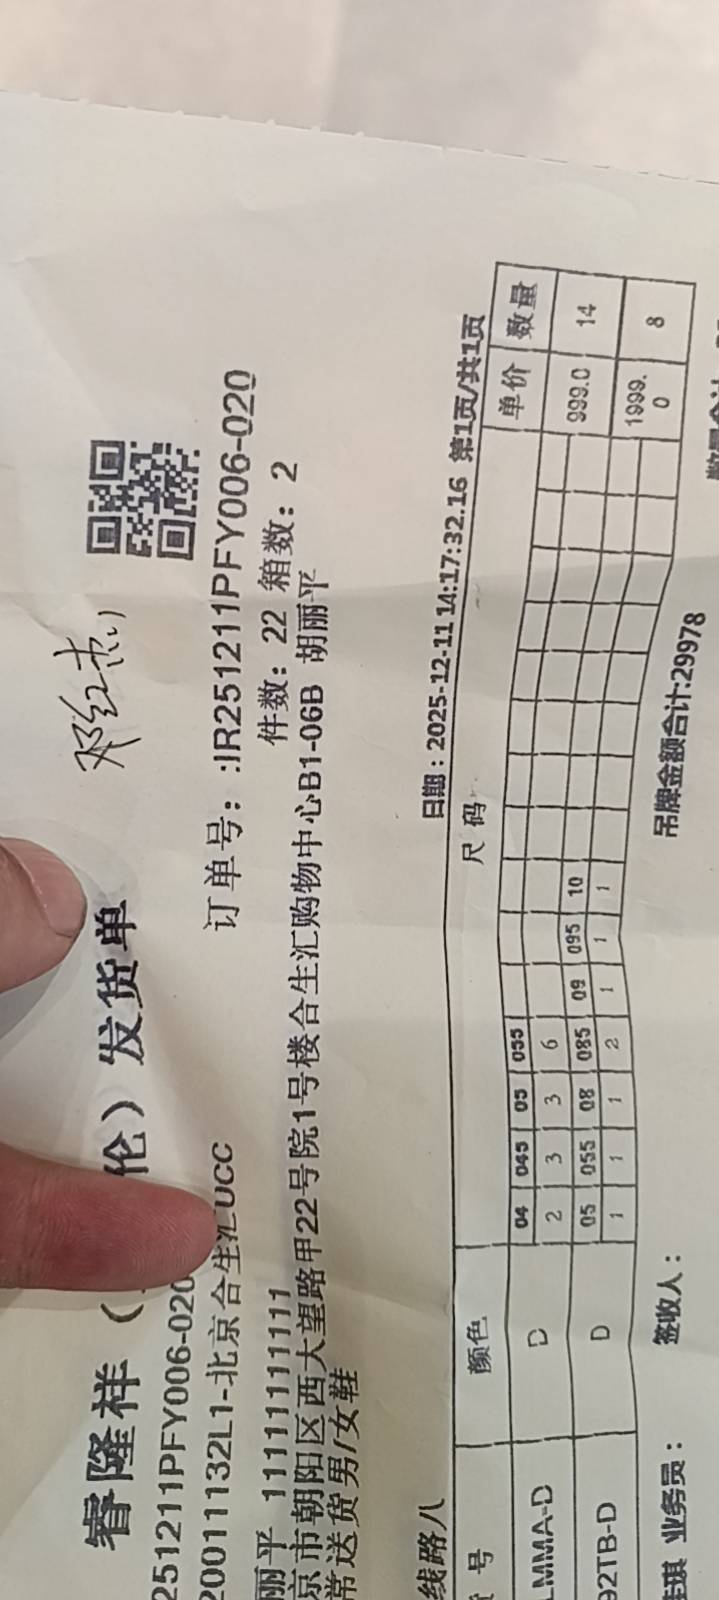 睿隆祥（ 伦）发货单
251211PFY006-020 订单号：:IR251211PFY006-020
20011132L1-北京合生汇UCC 件数：22 箱数：2
丽平 11111111111
京市朝阳区西大望路甲22号院1号楼合生汇购物中心B1-06B 胡丽平
常送货男/女鞋
线路八 日期：2025-12-11 14:17:32.16 第1页/共1页
号 颜色 尺码 单价 数量
04 045 05 055
LMMA-D D 2 3 3 6 999.0 14
05 055 08 085 09 095 10
92TB-D D 1 1 1 2 1 1 1 1999.0 8
吊牌金额合计:29978
琪 业务员： 签收人：